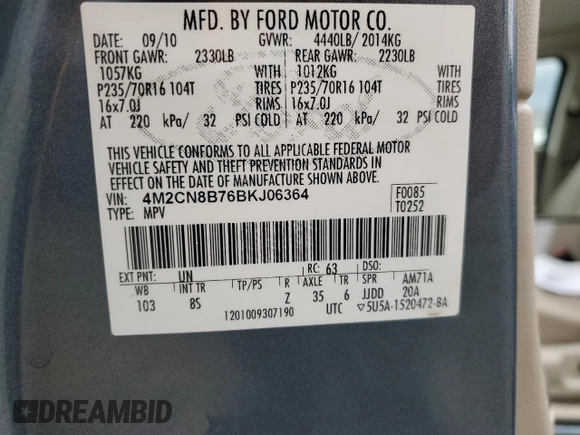 MFD. BY FORD MOTOR CO.
DATE: 09/10 GVWR: 4440LB/ 2014KG
FRONT GAWR: 2330LB REAR GAWR: 2230LB
1057KG WITH 1012KG WITH
P235/70R16 104T TIRES P235/70R16 104T TIRES
16x7.0J RIMS 16x7.0J RIMS
AT 220 kPa/ 32 PSI COLD AT 220 kPa/ 32 PSI COLD
THIS VEHICLE CONFORMS TO ALL APPLICABLE FEDERAL MOTOR
VEHICLE SAFETY AND THEFT PREVENTION STANDARDS IN
EFFECT ON THE DATE OF MANUFACTURE SHOWN ABOVE.
VIN: 4M2CN8B76BKJ06364 F0085
TYPE: MPV T0252
EXT PNT: UN RC: 63 DSO:
WB INT TR TP/PS R AXLE TR SPR AM71A
103 8S Z 35 6 JJDD 20A
1201009307190 UTC ▽5U5A-1520472-BA
DREAMBID